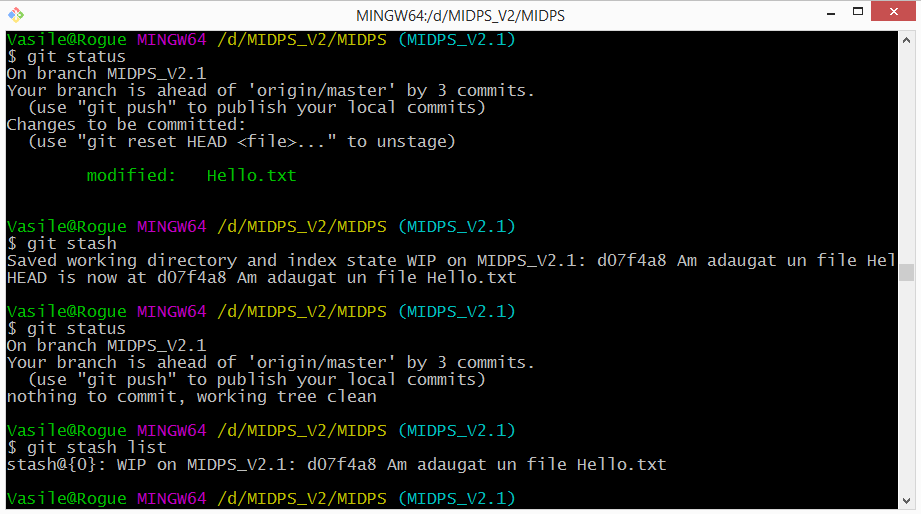 MINGW64:/d/MIDPS_V2/MIDPS
Vasile@Rogue MINGW64 /d/MIDPS_V2/MIDPS (MIDPS_V2.1)
$ git status
On branch MIDPS_V2.1
Your branch is ahead of 'origin/master' by 3 commits.
  (use "git push" to publish your local commits)
Changes to be committed:
  (use "git reset HEAD <file>..." to unstage)
        modified:   Hello.txt
Vasile@Rogue MINGW64 /d/MIDPS_V2/MIDPS (MIDPS_V2.1)
$ git stash
Saved working directory and index state WIP on MIDPS_V2.1: d07f4a8 Am adaugat un file Hel
HEAD is now at d07f4a8 Am adaugat un file Hello.txt
Vasile@Rogue MINGW64 /d/MIDPS_V2/MIDPS (MIDPS_V2.1)
$ git status
On branch MIDPS_V2.1
Your branch is ahead of 'origin/master' by 3 commits.
  (use "git push" to publish your local commits)
nothing to commit, working tree clean
Vasile@Rogue MINGW64 /d/MIDPS_V2/MIDPS (MIDPS_V2.1)
$ git stash list
stash@{0}: WIP on MIDPS_V2.1: d07f4a8 Am adaugat un file Hello.txt
Vasile@Rogue MINGW64 /d/MIDPS_V2/MIDPS (MIDPS_V2.1)